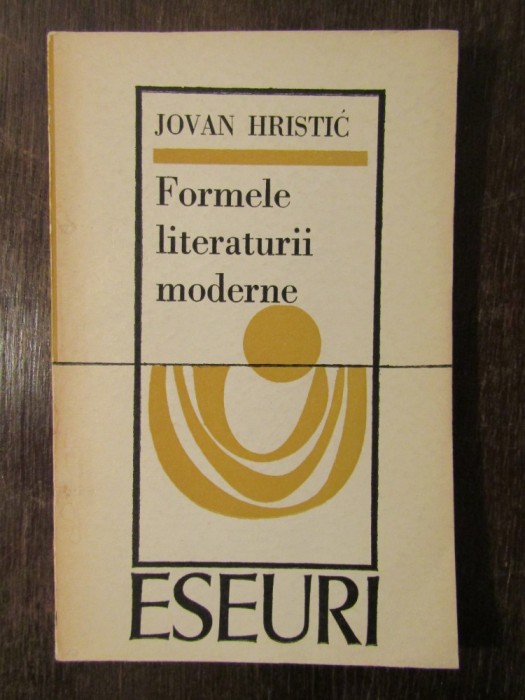 JOVAN HRISTIĆ
Formele
literaturii
moderne
ESEURI